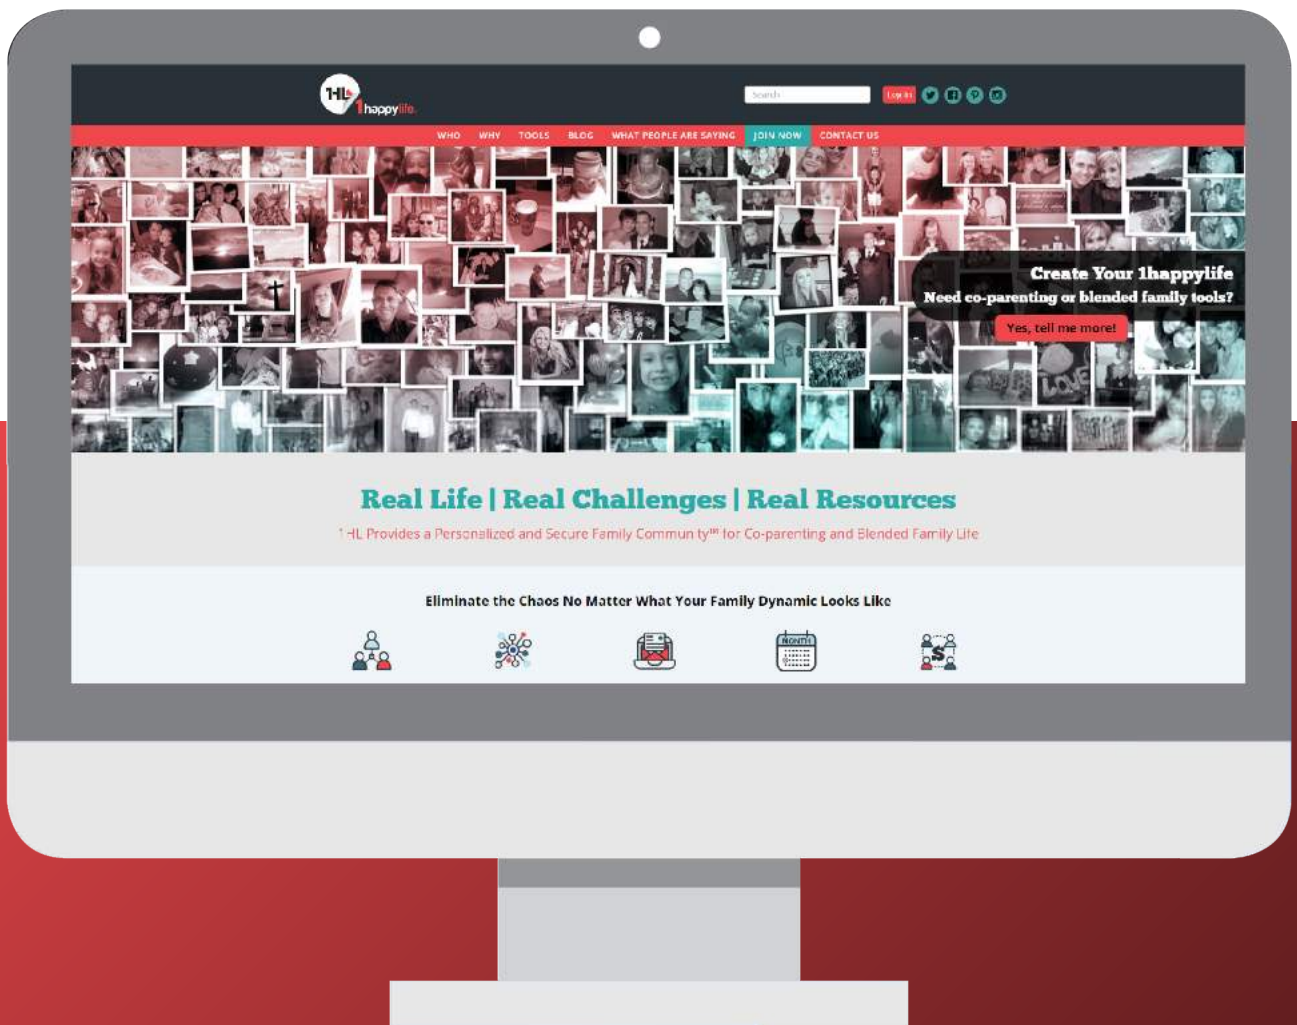 1HL
1happylife.
Search
Log In
WHO WHY TOOLS BLOG WHAT PEOPLE ARE SAYING JOIN NOW CONTACT US
Create Your 1happylife
Need co-parenting or blended family tools?
Yes, tell me more!
LOVE
Real Life | Real Challenges | Real Resources
1HL Provides a Personalized and Secure Family Community™ for Co-parenting and Blended Family Life
Eliminate the Chaos No Matter What Your Family Dynamic Looks Like
MONTH
$